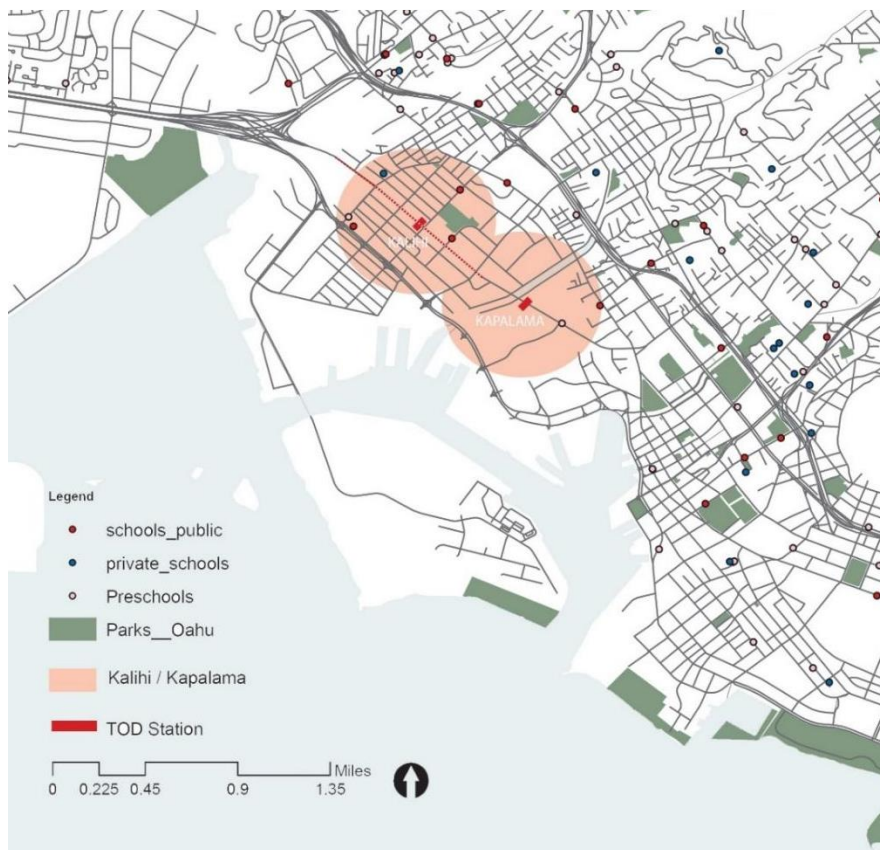 KALIHI
KAPALAMA
Legend
schools_public
private_schools
Preschools
Parks__Oahu
Kalihi / Kapalama
TOD Station
Miles
0 0.225 0.45 0.9 1.35